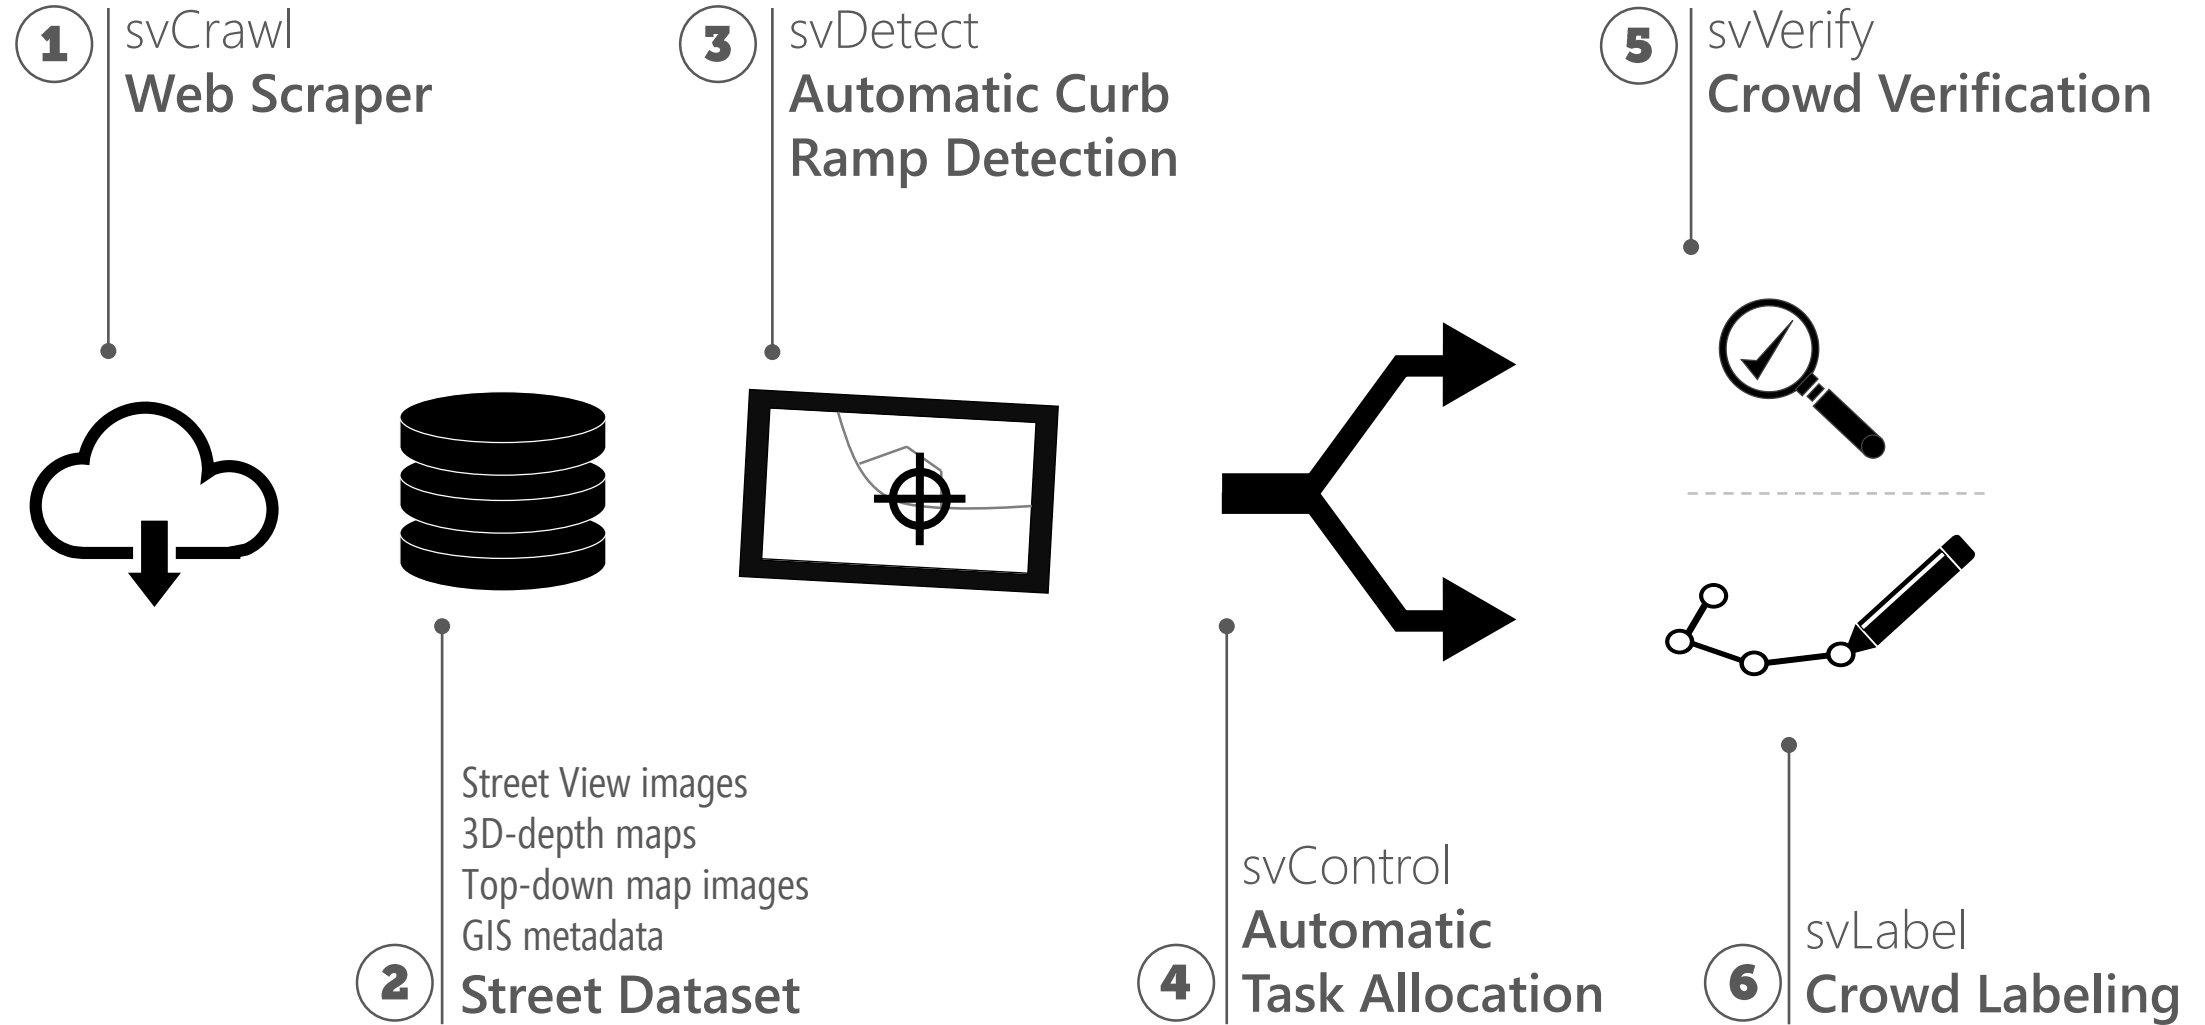 1
svCrawl
Web Scraper
2
Street View images
3D-depth maps
Top-down map images
GIS metadata
Street Dataset
3
svDetect
Automatic Curb
Ramp Detection
4
svControl
Automatic
Task Allocation
5
svVerify
Crowd Verification
6
svLabel
Crowd Labeling